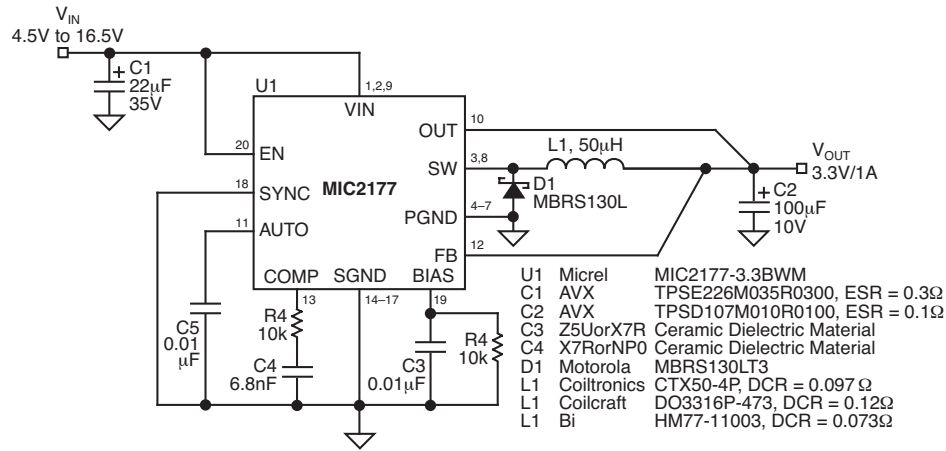 V_IN
4.5V to 16.5V
C1
22µF
35V
U1
1,2,9
VIN
OUT
10
L1, 50µH
20
EN
SW
3,8
V_OUT
3.3V/1A
18
SYNC
MIC2177
D1
MBRS130L
C2
100µF
10V
PGND
4–7
11
AUTO
FB
12
COMP
SGND
BIAS
13
14–17
19
C5
0.01
µF
R4
10k
C4
6.8nF
C3
0.01µF
R4
10k
+
+
U1 Micrel MIC2177-3.3BWM
C1 AVX TPSE226M035R0300, ESR = 0.3Ω
C2 AVX TPSD107M010R0100, ESR = 0.1Ω
C3 Z5UorX7R Ceramic Dielectric Material
C4 X7RorNP0 Ceramic Dielectric Material
D1 Motorola MBRS130LT3
L1 Coiltronics CTX50-4P, DCR = 0.097 Ω
L1 Coilcraft DO3316P-473, DCR = 0.12Ω
L1 Bi HM77-11003, DCR = 0.073Ω